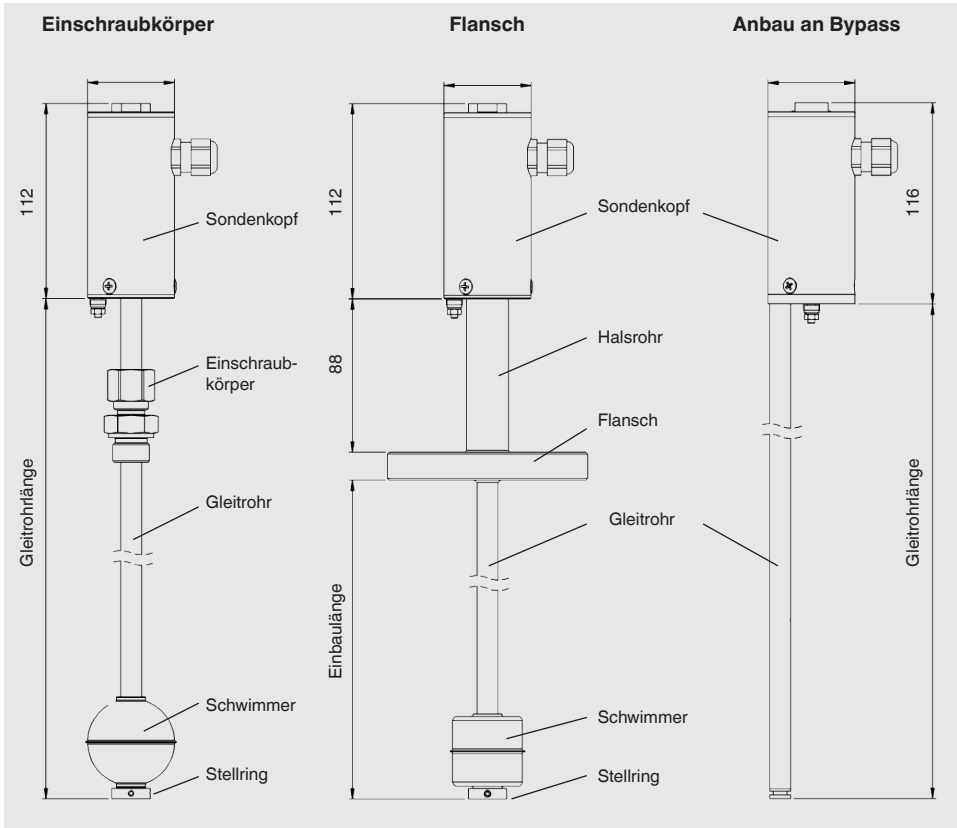 Einschraubkörper
Flansch
Anbau an Bypass
112
112
116
Sondenkopf
Sondenkopf
Halsrohr
88
Einschraub-
körper
Flansch
Gleitrohrlänge
Gleitrohr
Gleitrohr
Gleitrohrlänge
Einbaulänge
Schwimmer
Schwimmer
Stellring
Stellring